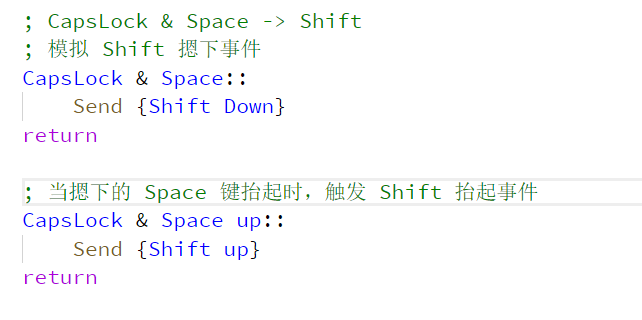 ; CapsLock & Space -> Shift
; 模拟 Shift 摁下事件
CapsLock & Space::
Send {Shift Down}
return
; 当摁下的 Space 键抬起时，触发 Shift 抬起事件
CapsLock & Space up::
Send {Shift up}
return